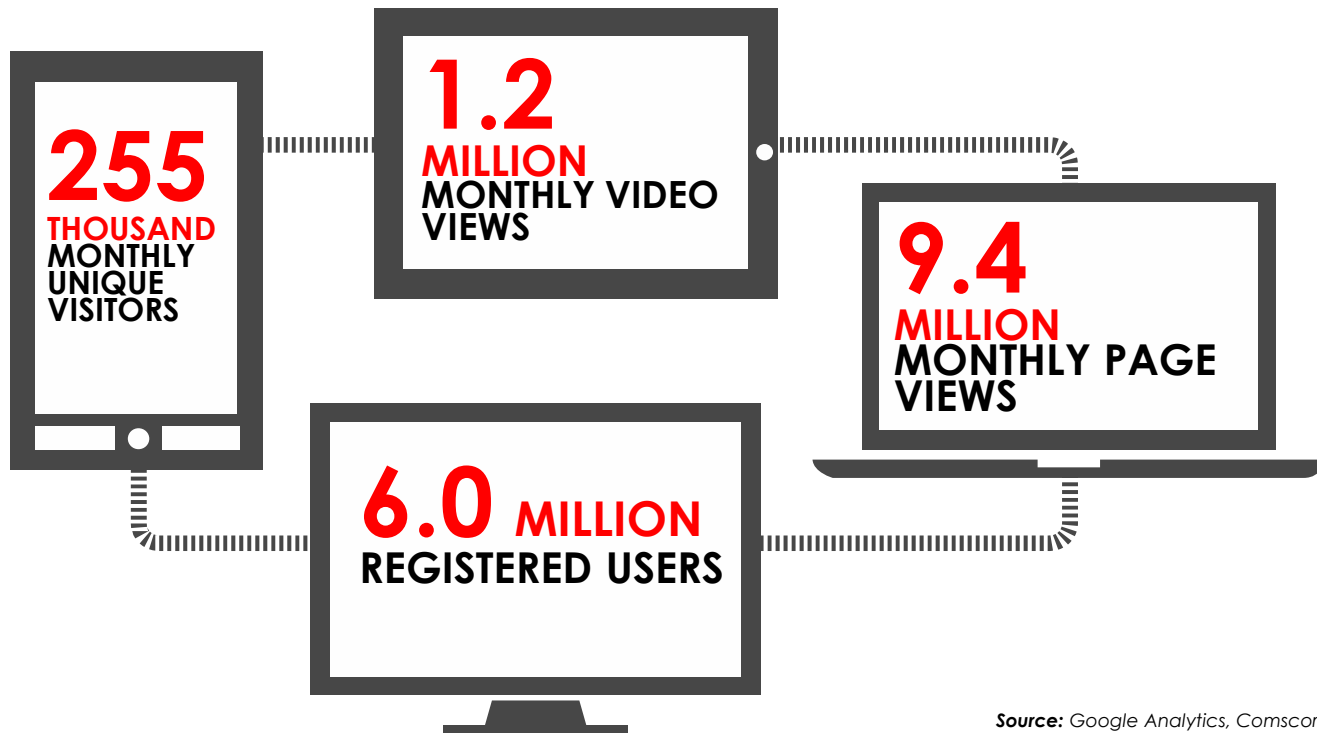 255
THOUSAND
MONTHLY
UNIQUE
VISITORS
1.2
MILLION
MONTHLY VIDEO
VIEWS
9.4
MILLION
MONTHLY PAGE
VIEWS
6.0 MILLION
REGISTERED USERS
Source: Google Analytics,